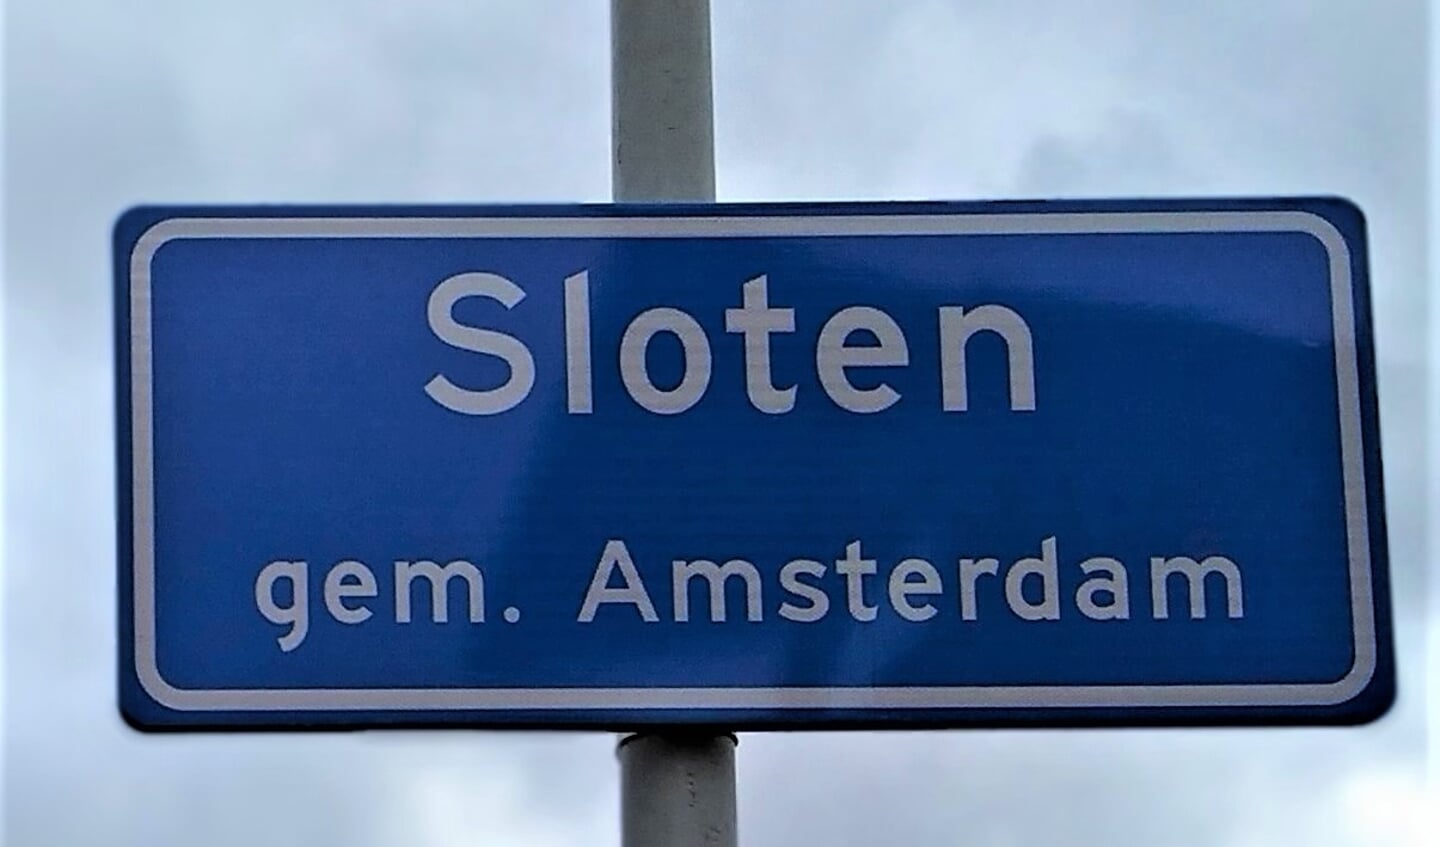 Sloten
gem. Amsterdam